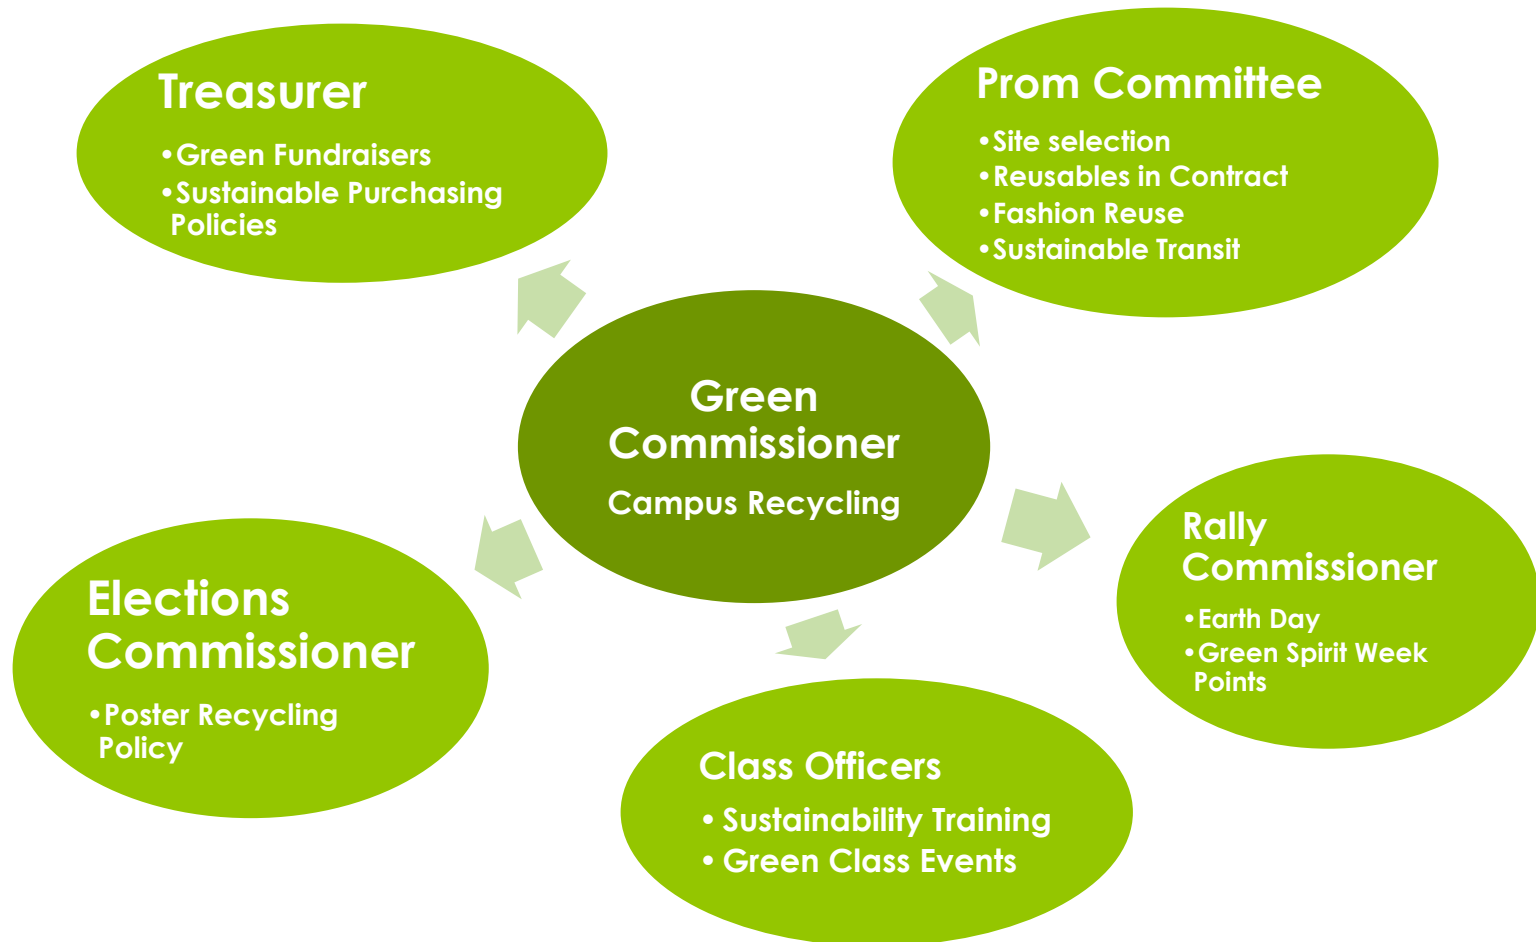 Treasurer
•Green Fundraisers
•Sustainable Purchasing
Policies
Prom Committee
•Site selection
•Reusables in Contract
•Fashion Reuse
•Sustainable Transit
Green
Commissioner
Campus Recycling
Rally
Commissioner
•Earth Day
•Green Spirit Week
Points
Elections
Commissioner
•Poster Recycling
Policy
Class Officers
• Sustainability Training
• Green Class Events